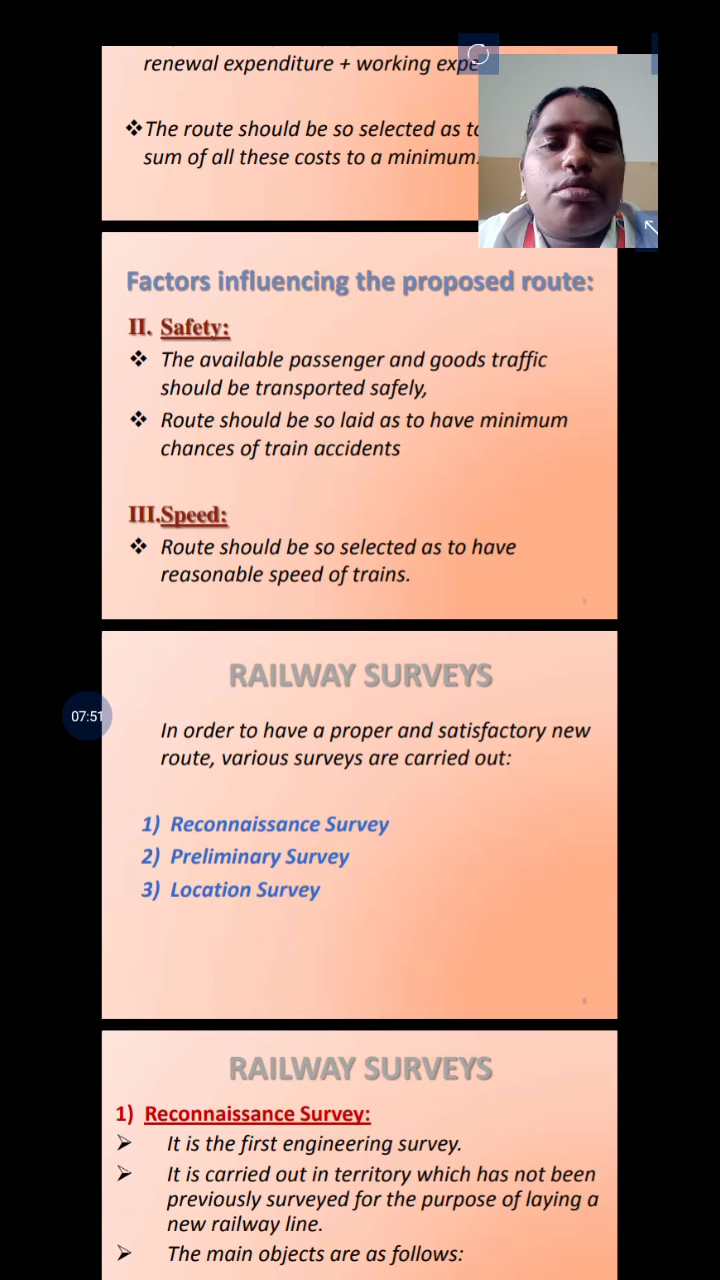 renewal expenditure + working expe
❖The route should be so selected as to
sum of all these costs to a minimum.
Factors influencing the proposed route:
II. Safety:
❖ The available passenger and goods traffic
should be transported safely,
❖ Route should be so laid as to have minimum
chances of train accidents
III.Speed:
❖ Route should be so selected as to have
reasonable speed of trains.
RAILWAY SURVEYS
07:51
In order to have a proper and satisfactory new
route, various surveys are carried out:
1) Reconnaissance Survey
2) Preliminary Survey
3) Location Survey
8
RAILWAY SURVEYS
1) Reconnaissance Survey:
➢ It is the first engineering survey.
➢ It is carried out in territory which has not been
previously surveyed for the purpose of laying a
new railway line.
➢ The main objects are as follows: